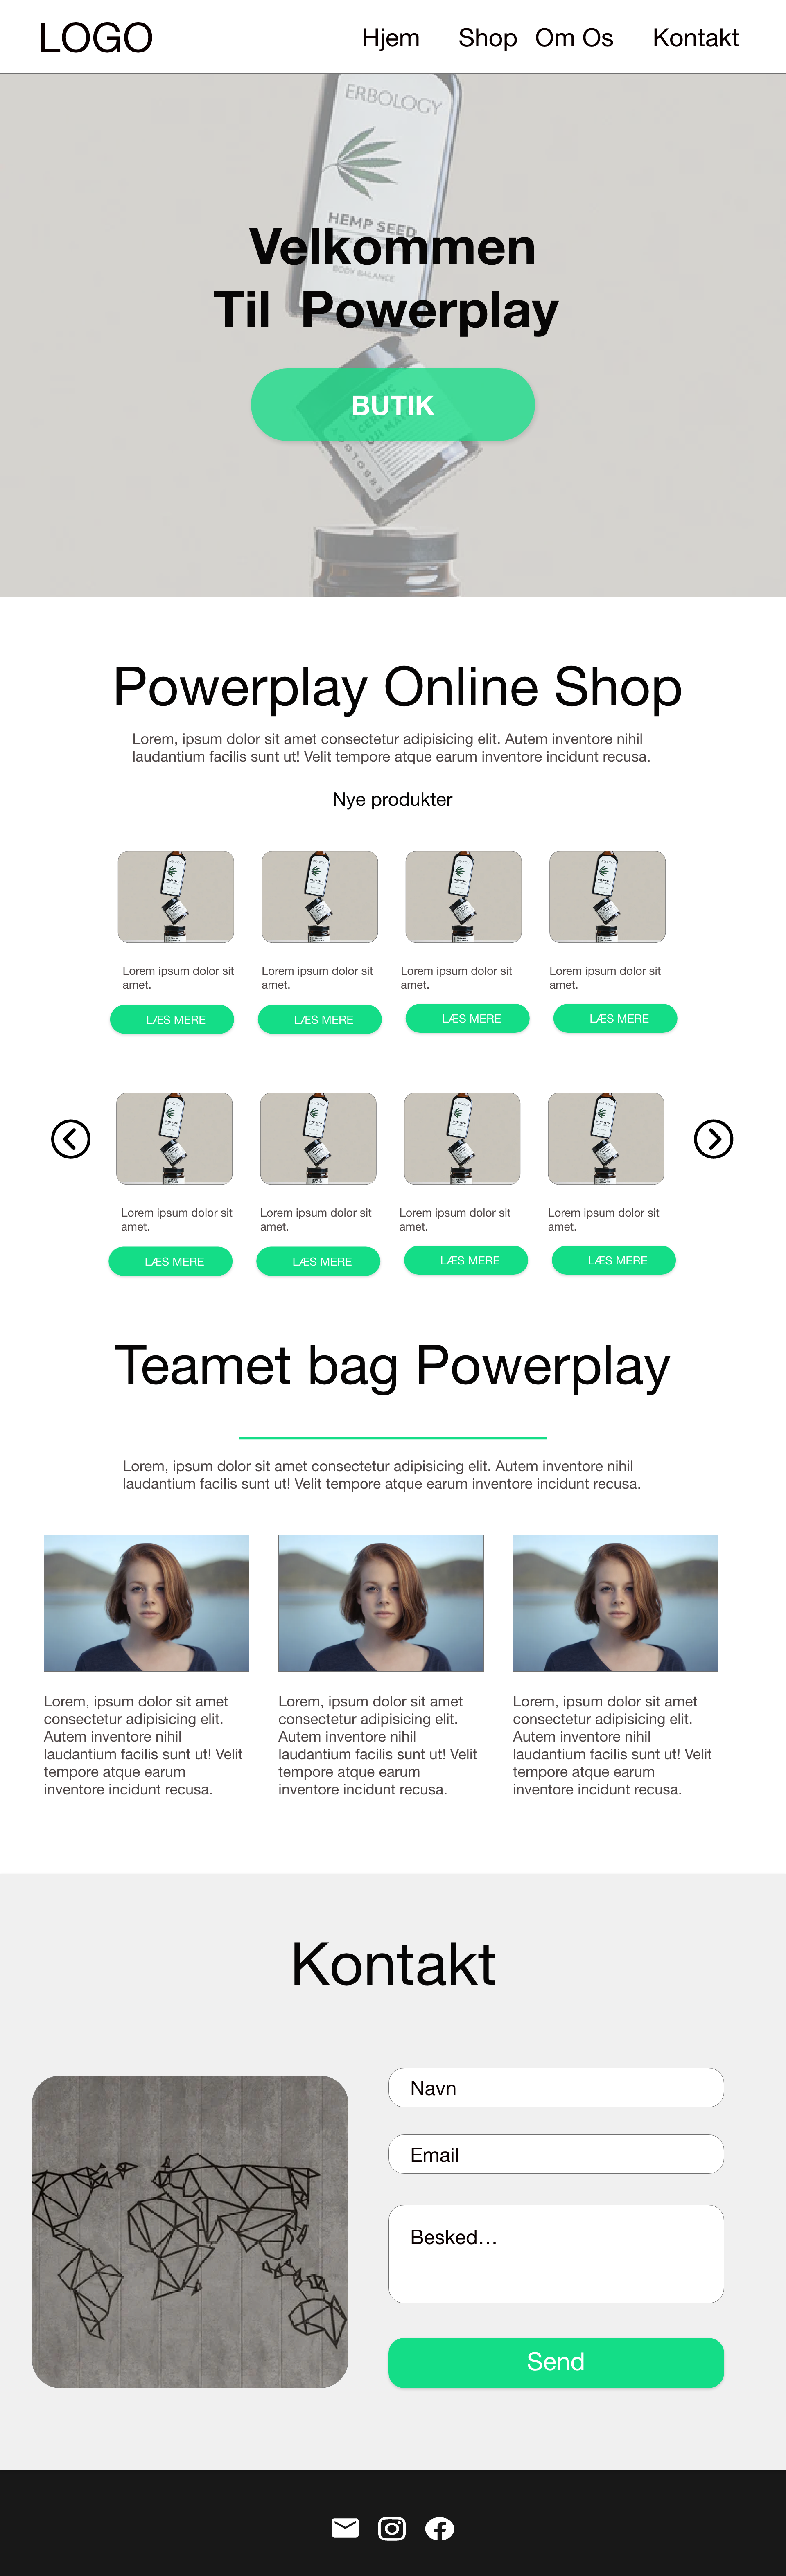 LOGO
Hjem
Shop
Om Os
Kontakt
ERBOLOGY
HEMP SEED
BODY BALANCE
Velkommen
Til Powerplay
BUTIK
Powerplay Online Shop
Lorem, ipsum dolor sit amet consectetur adipisicing elit. Autem inventore nihil
laudantium facilis sunt ut! Velit tempore atque earum inventore incidunt recusa.
Nye produkter
Lorem ipsum dolor sit
amet.
Lorem ipsum dolor sit
amet.
Lorem ipsum dolor sit
amet.
Lorem ipsum dolor sit
amet.
LÆS MERE
LÆS MERE
LÆS MERE
LÆS MERE
Lorem ipsum dolor sit
amet.
Lorem ipsum dolor sit
amet.
Lorem ipsum dolor sit
amet.
Lorem ipsum dolor sit
amet.
LÆS MERE
LÆS MERE
LÆS MERE
LÆS MERE
Teamet bag Powerplay
Lorem, ipsum dolor sit amet consectetur adipisicing elit. Autem inventore nihil
laudantium facilis sunt ut! Velit tempore atque earum inventore incidunt recusa.
Lorem, ipsum dolor sit amet
consectetur adipisicing elit.
Autem inventore nihil
laudantium facilis sunt ut! Velit
tempore atque earum
inventore incidunt recusa.
Lorem, ipsum dolor sit amet
consectetur adipisicing elit.
Autem inventore nihil
laudantium facilis sunt ut! Velit
tempore atque earum
inventore incidunt recusa.
Lorem, ipsum dolor sit amet
consectetur adipisicing elit.
Autem inventore nihil
laudantium facilis sunt ut! Velit
tempore atque earum
inventore incidunt recusa.
Kontakt
Navn
Email
Besked...
Send